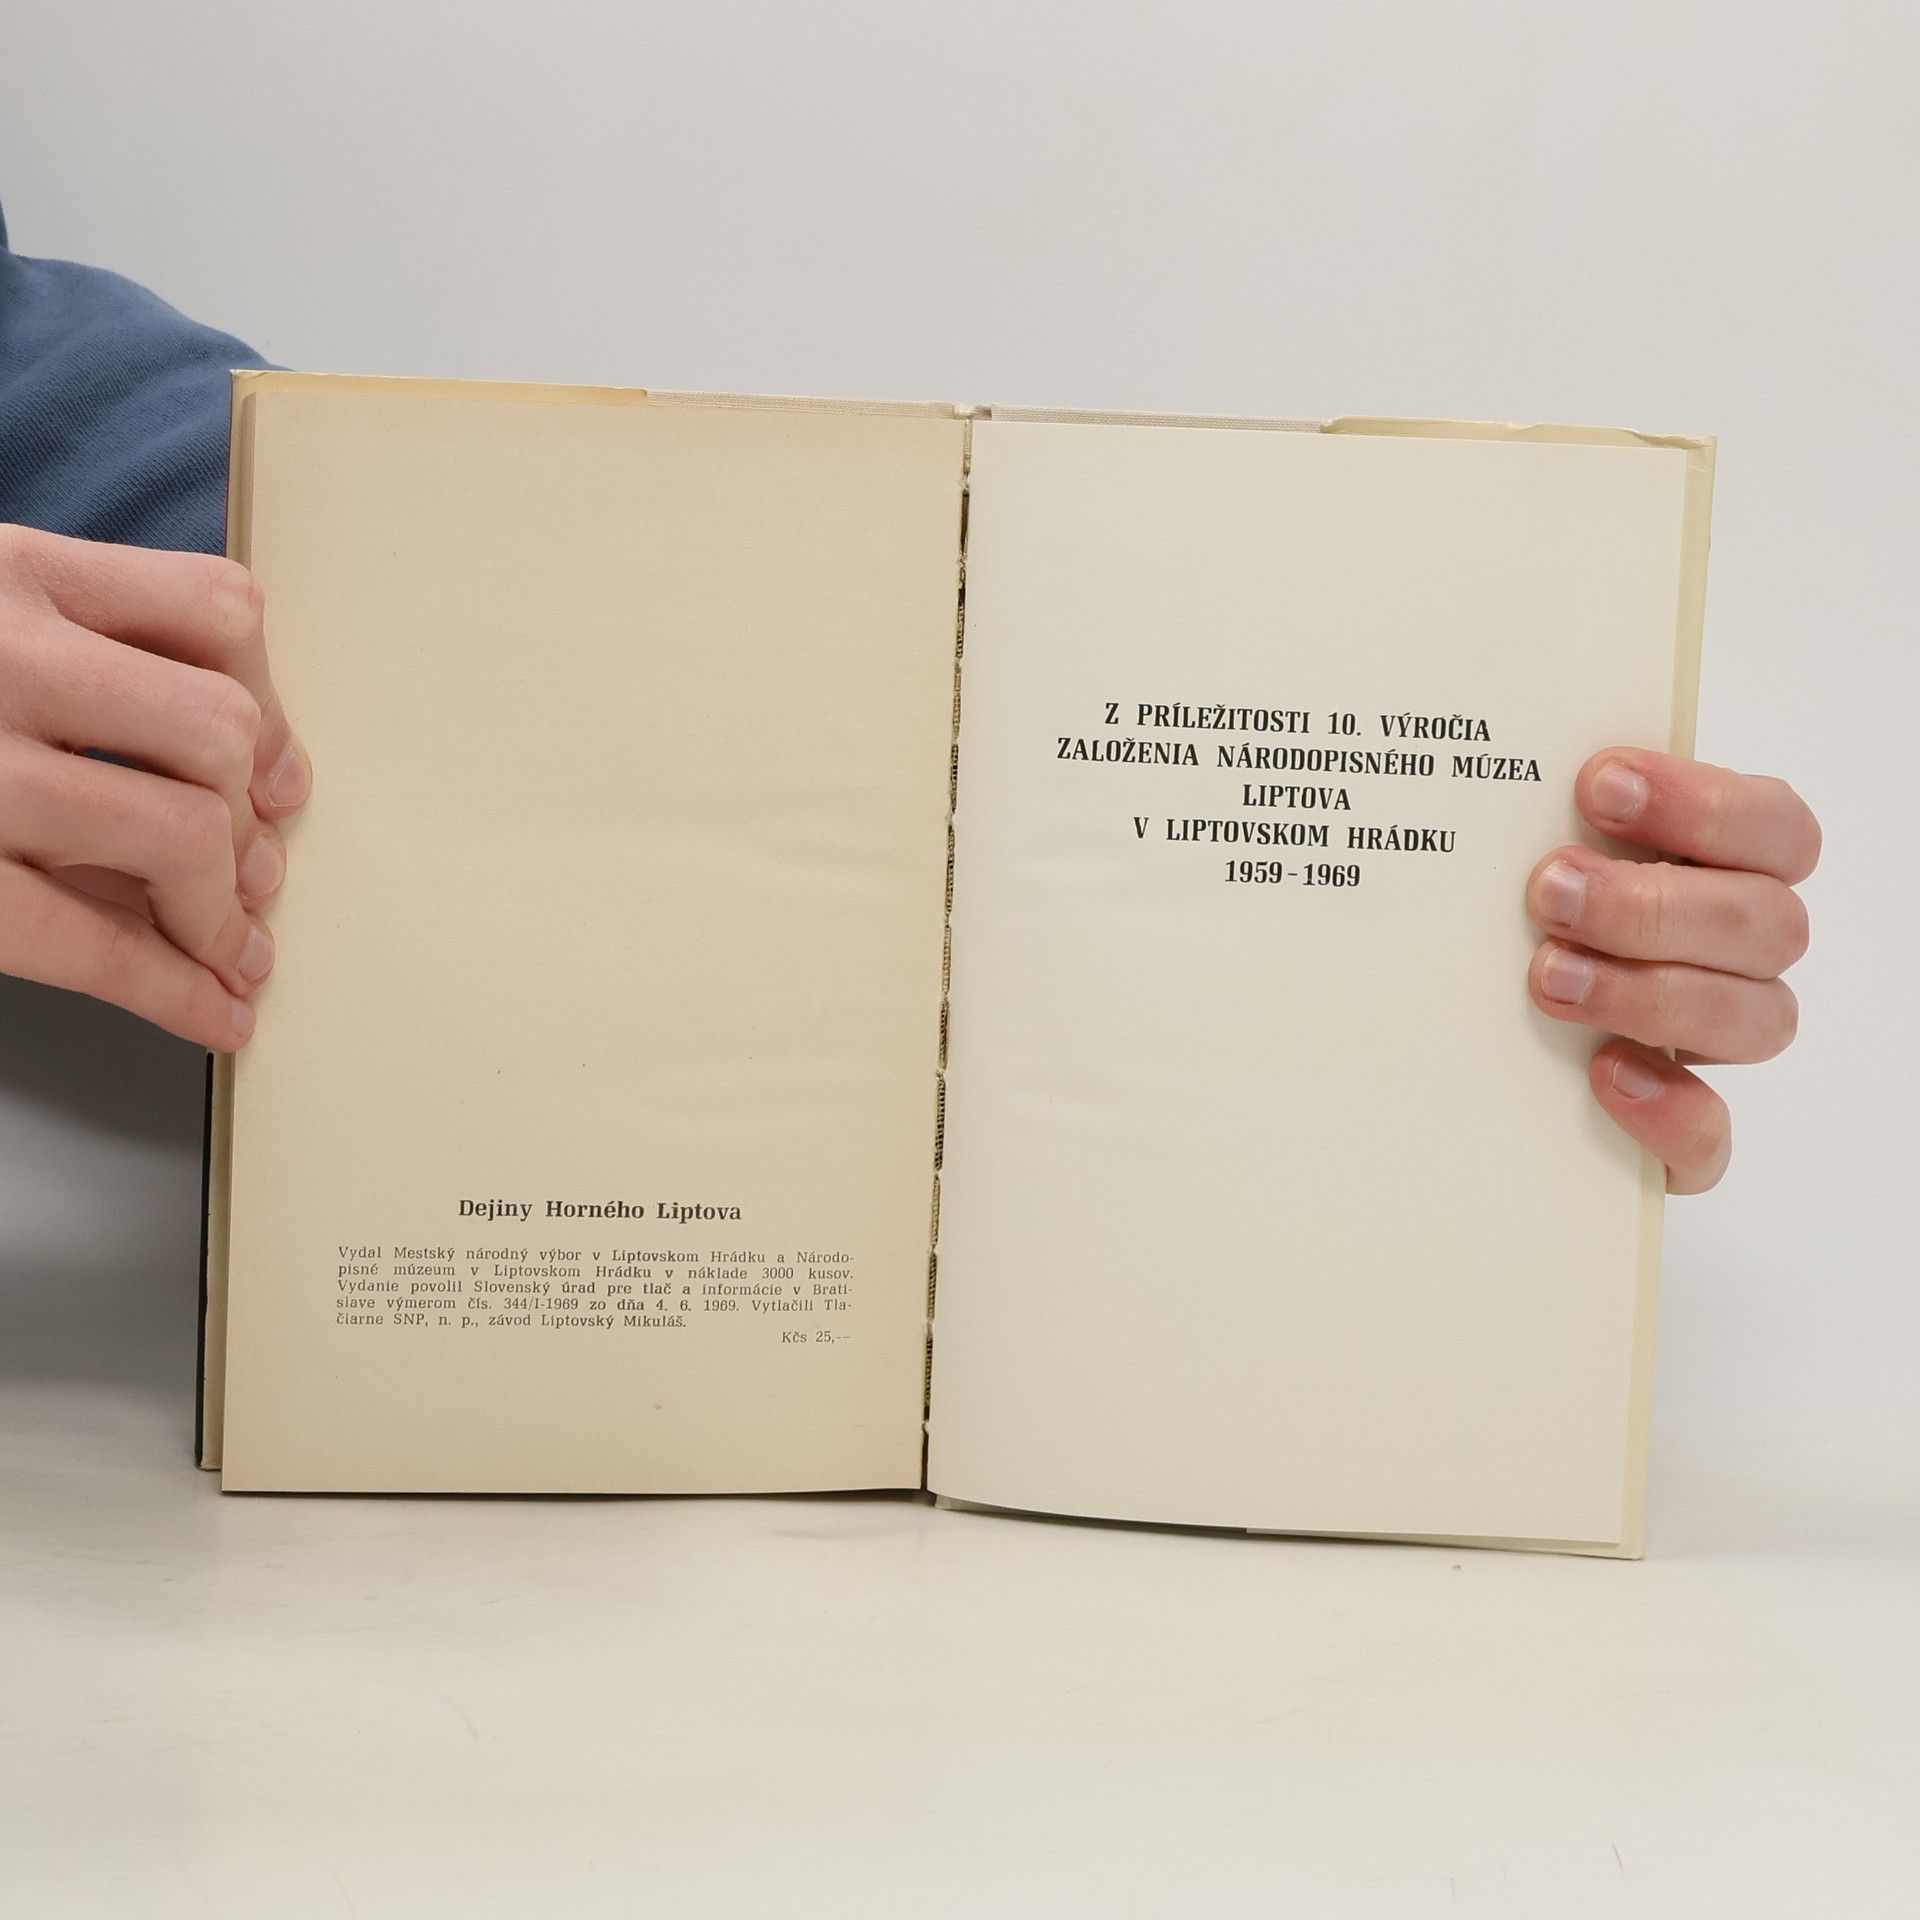 Dejiny Horného Liptova
Vydal Mestský národný výbor v Liptovskom Hrádku a Národo-
pisné múzeum v Liptovskom Hrádku v náklade 3000 kusov.
Vydanie povolil Slovenský úrad pre tlač a informácie v Brati-
slave výmerom čís. 344/I-1969 zo dňa 4. 6. 1969. Vytlačili Tla-
čiarne SNP, n. p., závod Liptovský Mikuláš.
Kčs 25,--
Z PRÍLEŽITOSTI 10. VÝROČIA
ZALOŽENIA NÁRODOPISNÉHO MÚZEA
LIPTOVA
V LIPTOVSKOM HRÁDKU
1959-1969